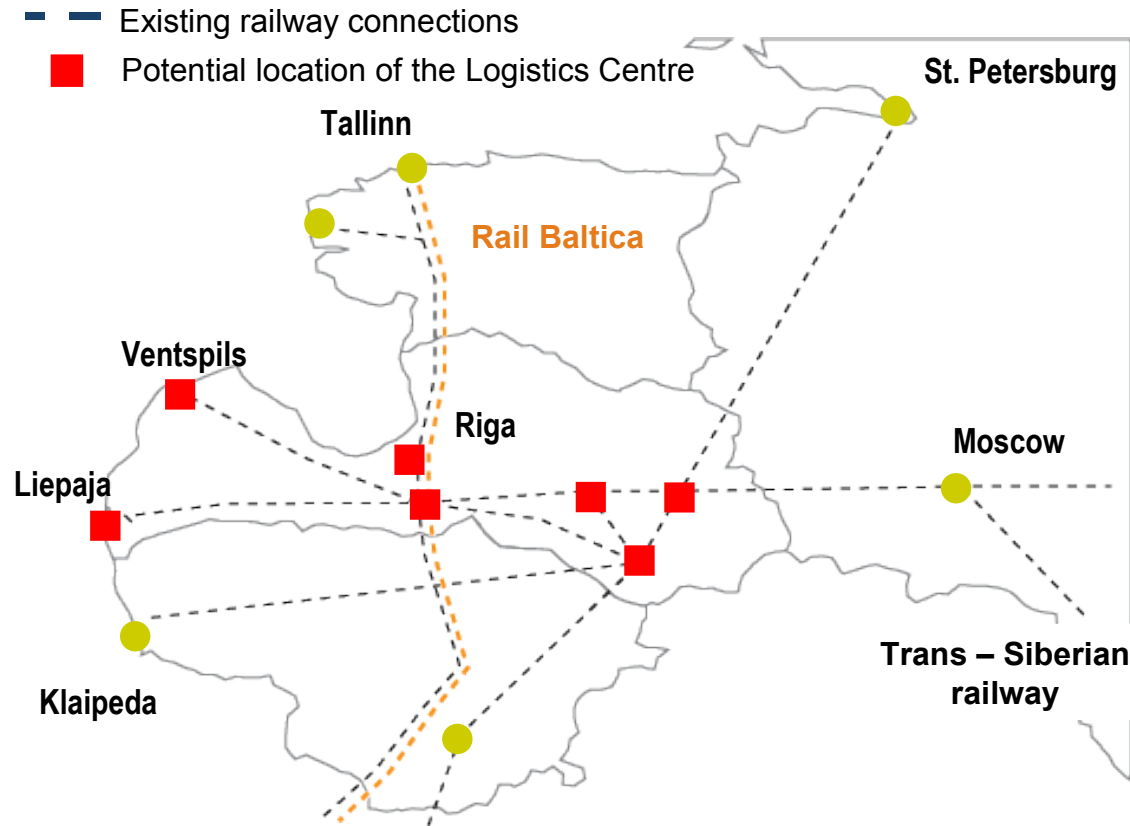 Existing railway connections
Potential location of the Logistics Centre
St. Petersburg
Tallinn
Rail Baltica
Ventspils
Riga
Moscow
Liepaja
Trans – Siberian
railway
Klaipeda